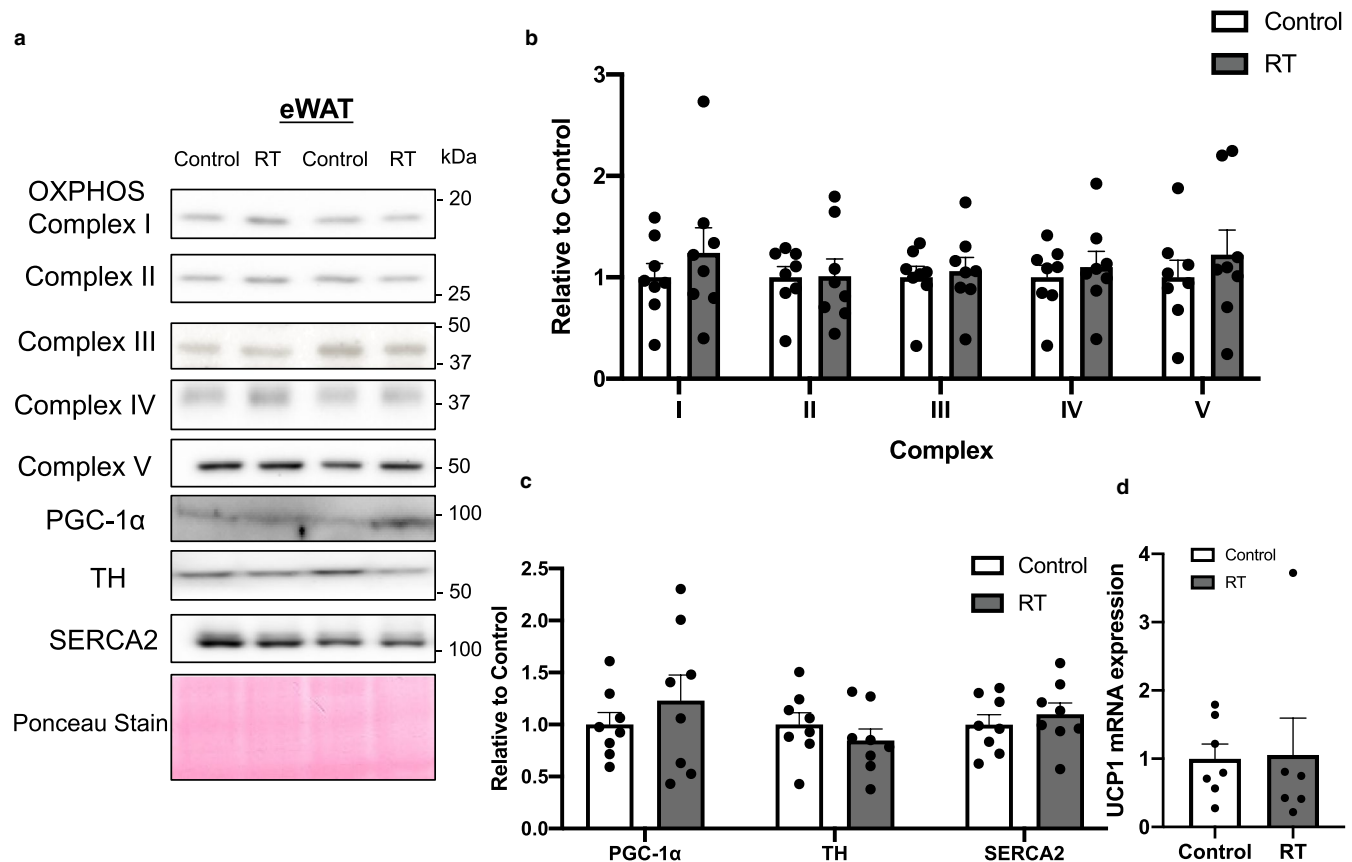 a
eWAT
Control RT Control RT kDa
OXPHOS
Complex I
- 20
Complex II
- 25
Complex III
- 50
- 37
Complex IV
- 37
Complex V
- 50
PGC-1α
- 100
TH
- 50
SERCA2
- 100
Ponceau Stain
b
Control
RT
Relative to Control
3
2
1
0
I II III IV V
Complex
c
Control
RT
Relative to Control
2.5
2.0
1.5
1.0
0.5
0.0
PGC-1α TH SERCA2
d
Control
RT
UCP1 mRNA expression
4
3
2
1
0
Control RT